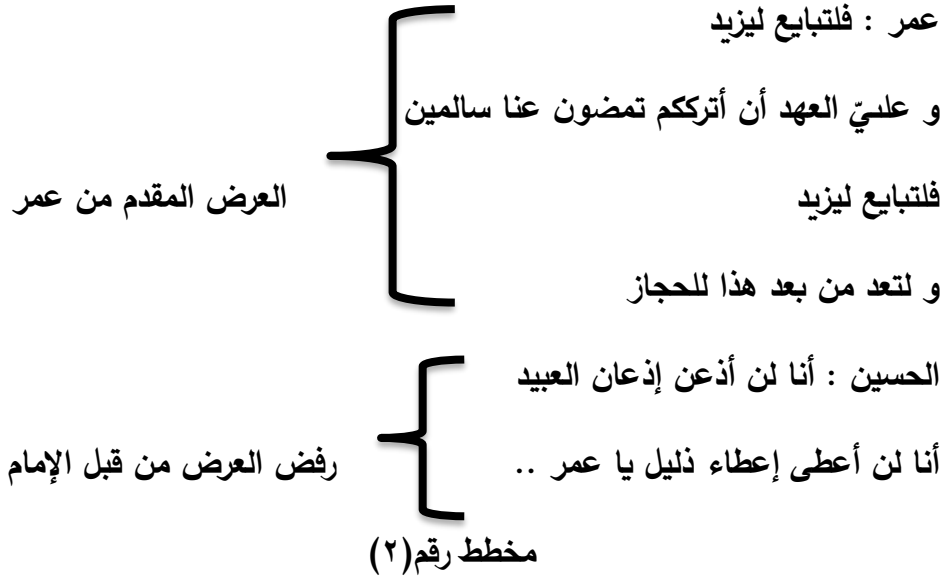 عمر : فلتبايع ليزيد
و عليّ العهد أن أترككم تمضون عنا سالمين
فلتبايع ليزيد
العرض المقدم من عمر
و لتعد من بعد هذا للحجاز
الحسين : أنا لن أذعن إذعان العبيد
أنا لن أعطى إعطاء ذليل يا عمر ..
رفض العرض من قبل الإمام
مخطط رقم(٢)